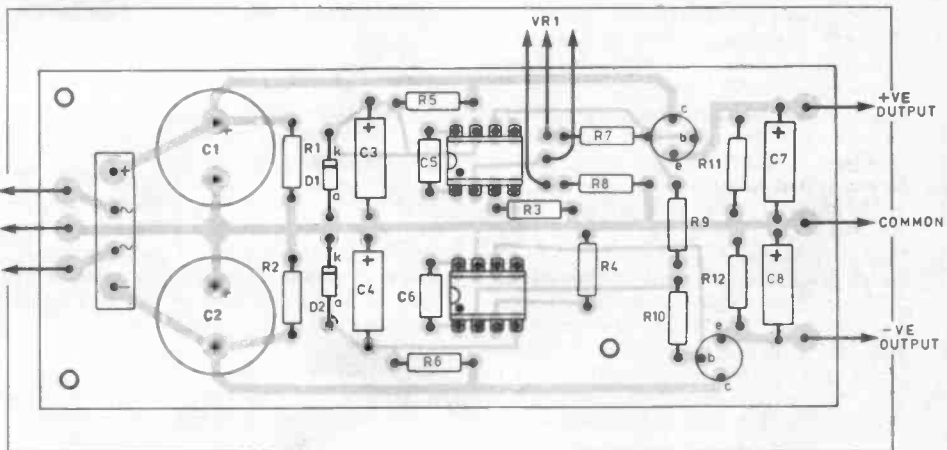 VR1
+VE
OUTPUT
R5
c
+
C1
R1
k
D1
a
+
C3
C5
R7
b
e
R11
+
C7
R8
R3
R9
COMMON
+
~
~
−
R2
k
D2
a
+
C4
C6
R4
R12
+
C8
+
C2
R10
e
b
c
−VE
OUTPUT
R6